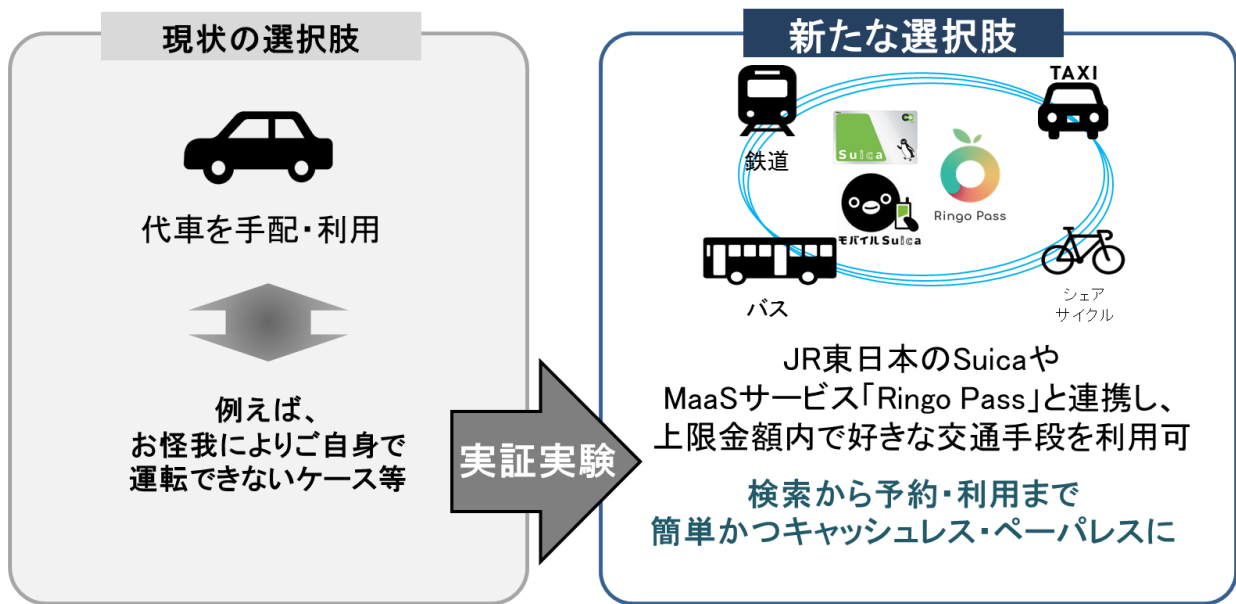 現状の選択肢
代車を手配・利用
例えば、
お怪我によりご自身で
運転できないケース等
実証実験
新たな選択肢
鉄道
TAXI
Suica
Ringo Pass
モバイルSuica
バス
シェア
サイクル
JR東日本のSuicaや
MaaSサービス「Ringo Pass」と連携し、
上限金額内で好きな交通手段を利用可
検索から予約・利用まで
簡単かつキャッシュレス・ペーパレスに